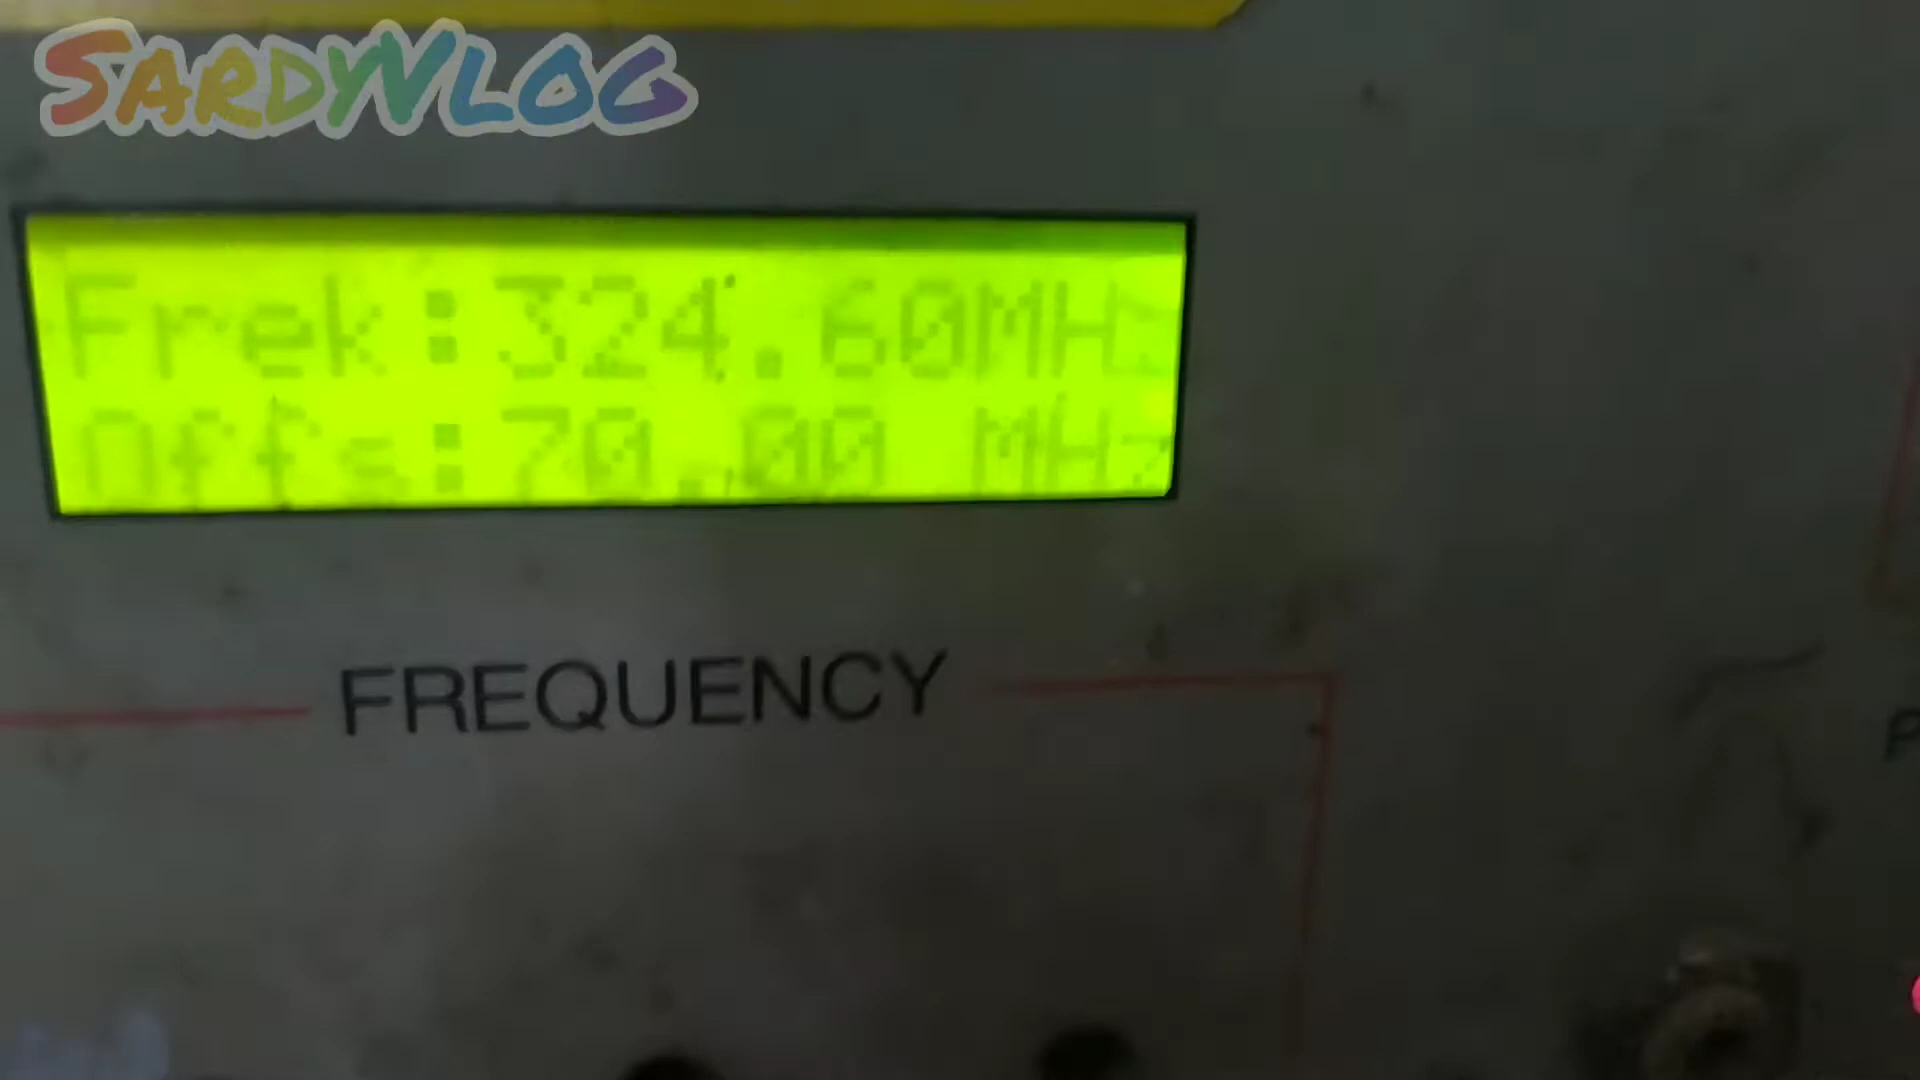 SardyVlog
Frek:324.60MHz
Offs:70.00 MHz
FREQUENCY
P